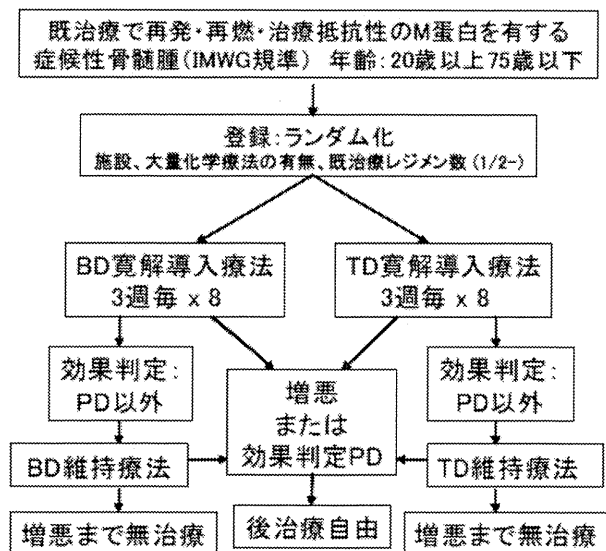 既治療で再発・再燃・治療抵抗性のM蛋白を有する
症候性骨髄腫(IMWG規準) 年齢:20歳以上75歳以下
登録:ランダム化
施設、大量化学療法の有無、既治療レジメン数(1/2-)
BD寛解導入療法
3週毎 x 8
TD寛解導入療法
3週毎 x 8
効果判定:
PD以外
増悪
または
効果判定PD
効果判定:
PD以外
BD維持療法
TD維持療法
増悪まで無治療
後治療自由
増悪まで無治療